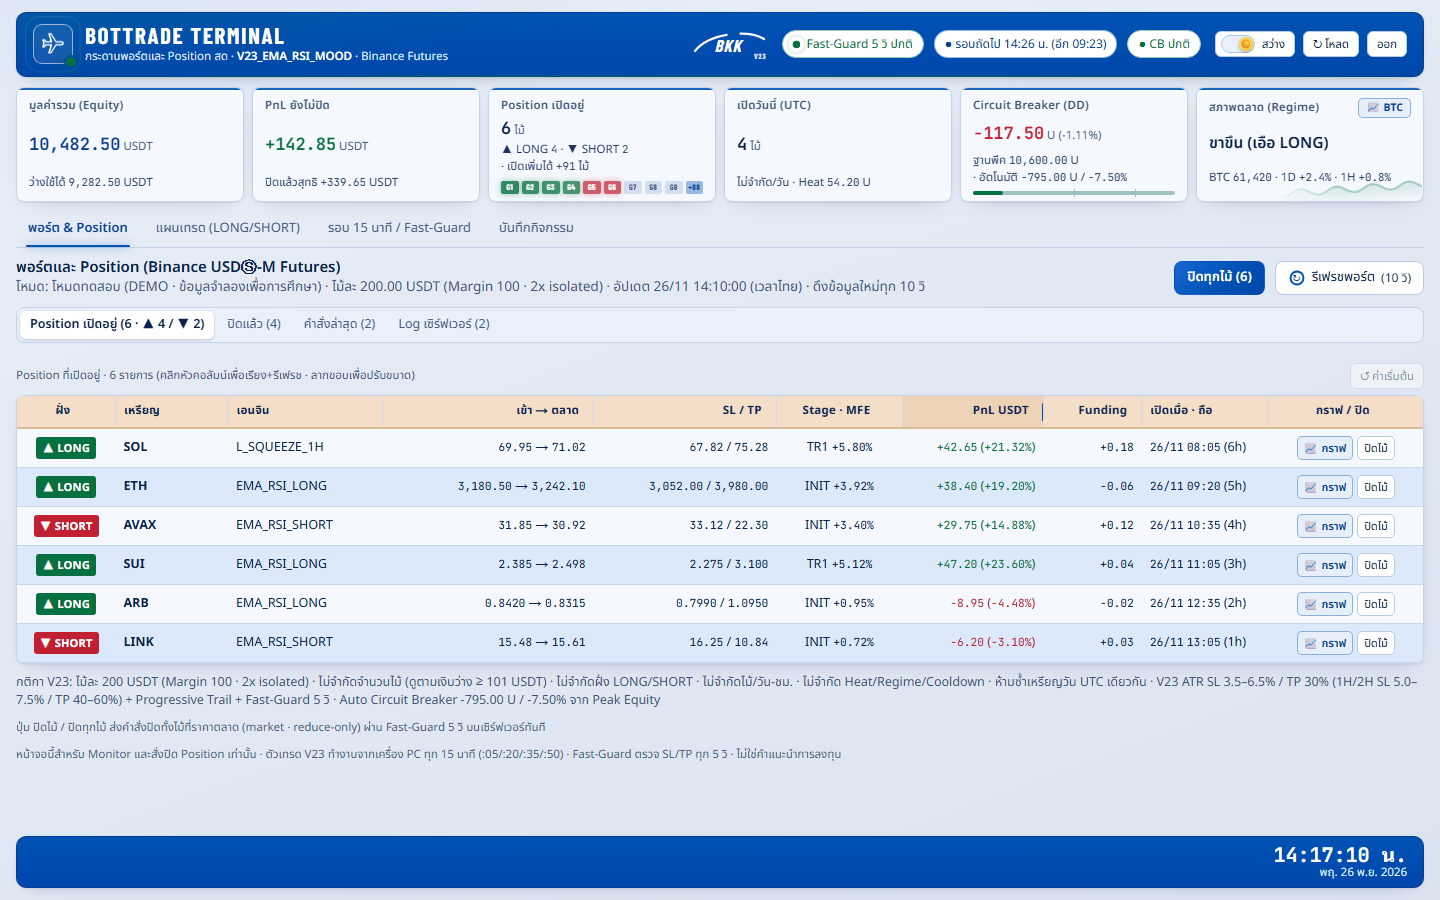 BOTTRADE TERMINAL
กระดานพอร์ตและ Position สด · V23_EMA_RSI_MOOD · Binance Futures
BKK V23
Fast-Guard 5 วิ ปกติ
รอบถัดไป 14:26 น. (อีก 09:23)
CB ปกติ
สว่าง
↻ โหลด
ออก
มูลค่ารวม (Equity)
10,482.50 USDT
ว่างใช้ได้ 9,282.50 USDT
PnL ยังไม่ปิด
+142.85 USDT
ปิดแล้วสุทธิ +339.65 USDT
Position เปิดอยู่
6 ไม้
▲ LONG 4 · ▼ SHORT 2
· เปิดเพิ่มได้ +91 ไม้
เปิดวันนี้ (UTC)
4 ไม้
ไม่จำกัด/วัน · Heat 54.20 U
Circuit Breaker (DD)
-117.50 U (-1.11%)
ฐานพีค 10,600.00 U
· อัตโนมัติ -795.00 U / -7.50%
สภาพตลาด (Regime)
BTC
ขาขึ้น (เอือ LONG)
BTC 61,420 · 1D +2.4% · 1H +0.8%
พอร์ต & Position
แผนเทรด (LONG/SHORT)
รอบ 15 นาที / Fast-Guard
บันทึกกิจกรรม
พอร์ตและ Position (Binance USDⓈ-M Futures)
โหมด: โหมดทดสอบ (DEMO · ข้อมูลจำลองเพื่อการศึกษา) · ไม้ละ 200.00 USDT (Margin 100 · 2x isolated) · อัปเดต 26/11 14:10:00 (เวลาไทย) · ดึงข้อมูลใหม่ทุก 10 วิ
ปิดทุกไม้ (6)
รีเฟรชพอร์ต (10 วิ)
Position เปิดอยู่ (6 · ▲ 4 / ▼ 2)
ปิดแล้ว (4)
คำสั่งล่าสุด (2)
Log เซิร์ฟเวอร์ (2)
Position ที่เปิดอยู่ · 6 รายการ (คลิกหัวคอลัมน์เพื่อเรียง+รีเฟรช · ลากขอบเพื่อปรับขนาด)
↺ ค่าเริ่มต้น
ฝั่ง เหรียญ เอนจิน เข้า → ตลาด SL / TP Stage · MFE PnL USDT Funding เปิดเมื่อ · ถือ กราฟ / ปิด
▲ LONG SOL L_SQUEEZE_1H 69.95 → 71.02 67.82 / 75.28 TR1 +5.80% +42.65 (+21.32%) +0.18 26/11 08:05 (6h) กราฟ ปิดไม้
▲ LONG ETH EMA_RSI_LONG 3,180.50 → 3,242.10 3,052.00 / 3,980.00 INIT +3.92% +38.40 (+19.20%) -0.06 26/11 09:20 (5h) กราฟ ปิดไม้
▼ SHORT AVAX EMA_RSI_SHORT 31.85 → 30.92 33.12 / 22.30 INIT +3.40% +29.75 (+14.88%) +0.12 26/11 10:35 (4h) กราฟ ปิดไม้
▲ LONG SUI EMA_RSI_LONG 2.385 → 2.498 2.275 / 3.100 TR1 +5.12% +47.20 (+23.60%) +0.04 26/11 11:05 (3h) กราฟ ปิดไม้
▲ LONG ARB EMA_RSI_LONG 0.8420 → 0.8315 0.7990 / 1.0950 INIT +0.95% -8.95 (-4.48%) -0.02 26/11 12:35 (2h) กราฟ ปิดไม้
▼ SHORT LINK EMA_RSI_SHORT 15.48 → 15.61 16.25 / 10.84 INIT +0.72% -6.20 (-3.10%) +0.03 26/11 13:05 (1h) กราฟ ปิดไม้
กติกา V23: ไม้ละ 200 USDT (Margin 100 · 2x isolated) · ไม่จำกัดจำนวนไม้ (ดูตามเงินว่าง ≥ 101 USDT) · ไม่จำกัดฝั่ง LONG/SHORT · ไม่จำกัดไม้/วัน-ชม. · ไม่จำกัด Heat/Regime/Cooldown · ห้ามซ้ำเหรียญวัน UTC เดียวกัน · V23 ATR SL 3.5–6.5% / TP 30% (1H/2H SL 5.0–
7.5% / TP 40–60%) + Progressive Trail + Fast-Guard 5 วิ · Auto Circuit Breaker -795.00 U / -7.50% จาก Peak Equity
ปุ่ม ปิดไม้ / ปิดทุกไม้ ส่งคำสั่งปิดทั้งไม้ที่ราคาตลาด (market · reduce-only) ผ่าน Fast-Guard 5 วิ บนเซิร์ฟเวอร์ทันที
หน้าจอนี้สำหรับ Monitor และสั่งปิด Position เท่านั้น · ตัวเทรด V23 ทำงานจากเครื่อง PC ทุก 15 นาที (:05/:20/:35/:50) · Fast-Guard ตรวจ SL/TP ทุก 5 วิ · ไม่ใช่คำแนะนำการลงทุน
14:17:10 น.
พฤ. 26 พ.ย. 2026